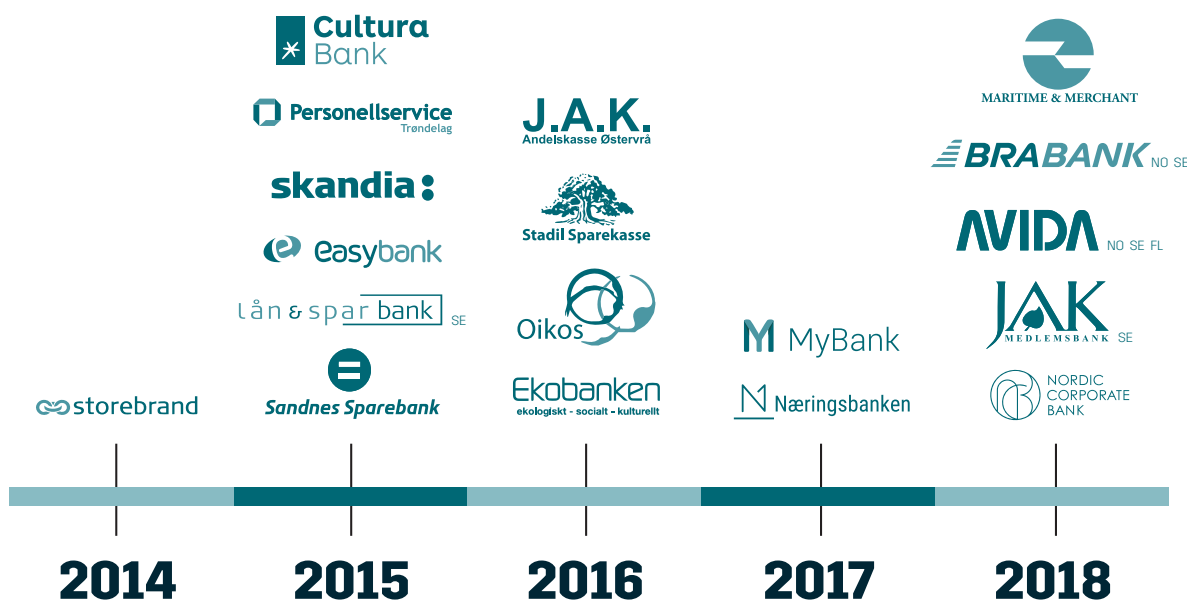 storebrand
2014
Cultura
Bank
Personellservice
Trøndelag
skandia:
easybank
Lån & spar bank SE
Sandnes Sparebank
2015
J.A.K.
Andelskasse Østervrå
Stadil Sparekasse
Oikos
Ekobanken
ekologiskt - socialt - kulturellt
2016
MyBank
Næringsbanken
2017
MARITIME & MERCHANT
BRABANK NO SE
AVIDA NO SE FL
JAK
MEDLEMSBANK SE
NORDIC
CORPORATE
BANK
2018